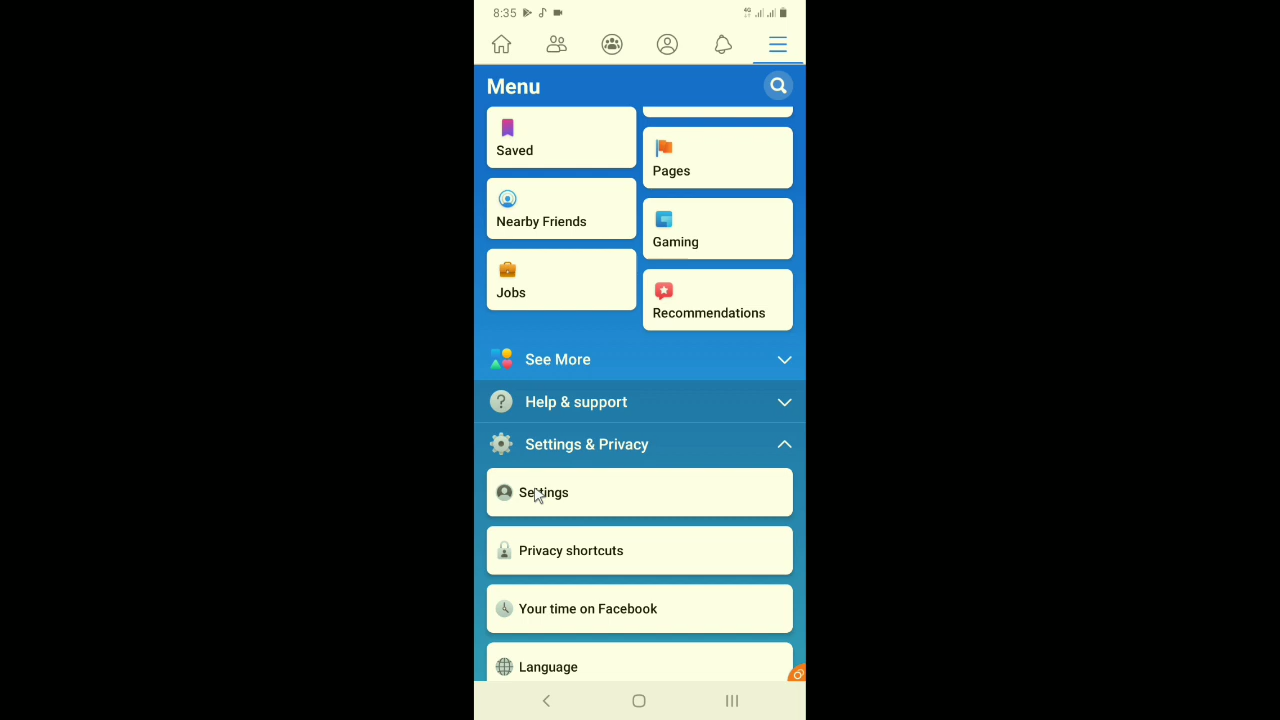 8:35
4G
Menu
Saved
Pages
Nearby Friends
Gaming
Jobs
Recommendations
See More
Help & support
Settings & Privacy
Settings
Privacy shortcuts
Your time on Facebook
Language